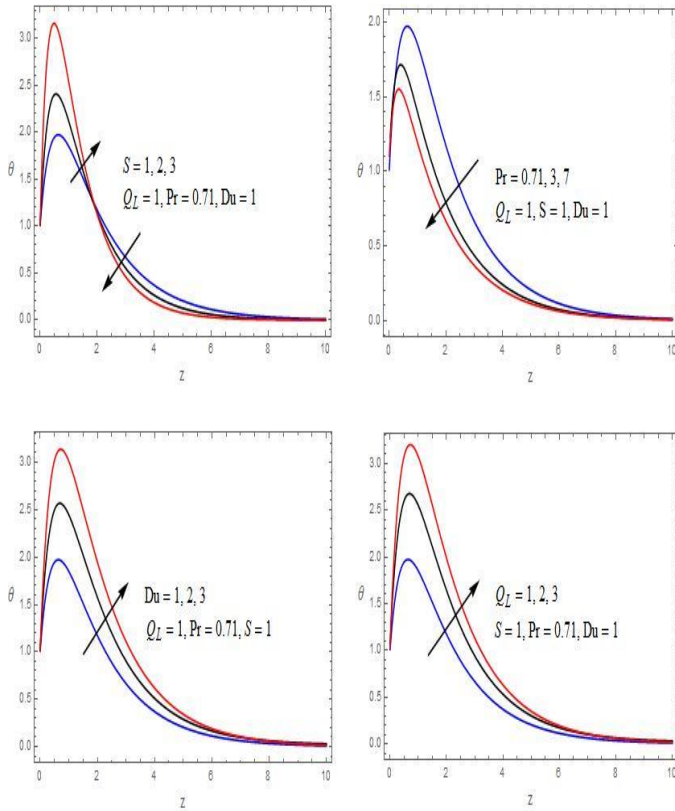 3.0
2.5
2.0
1.5
1.0
0.5
0.0
θ
S = 1, 2, 3
Q_L = 1, Pr = 0.71, Du = 1
0 2 4 6 8 10
z
2.0
1.5
1.0
0.5
0.0
θ
Pr = 0.71, 3, 7
Q_L = 1, S = 1, Du = 1
0 2 4 6 8 10
z
3.0
2.5
2.0
1.5
1.0
0.5
0.0
θ
Du = 1, 2, 3
Q_L = 1, Pr = 0.71, S = 1
0 2 4 6 8 10
z
3.0
2.5
2.0
1.5
1.0
0.5
0.0
θ
Q_L = 1, 2, 3
S = 1, Pr = 0.71, Du = 1
0 2 4 6 8 10
z